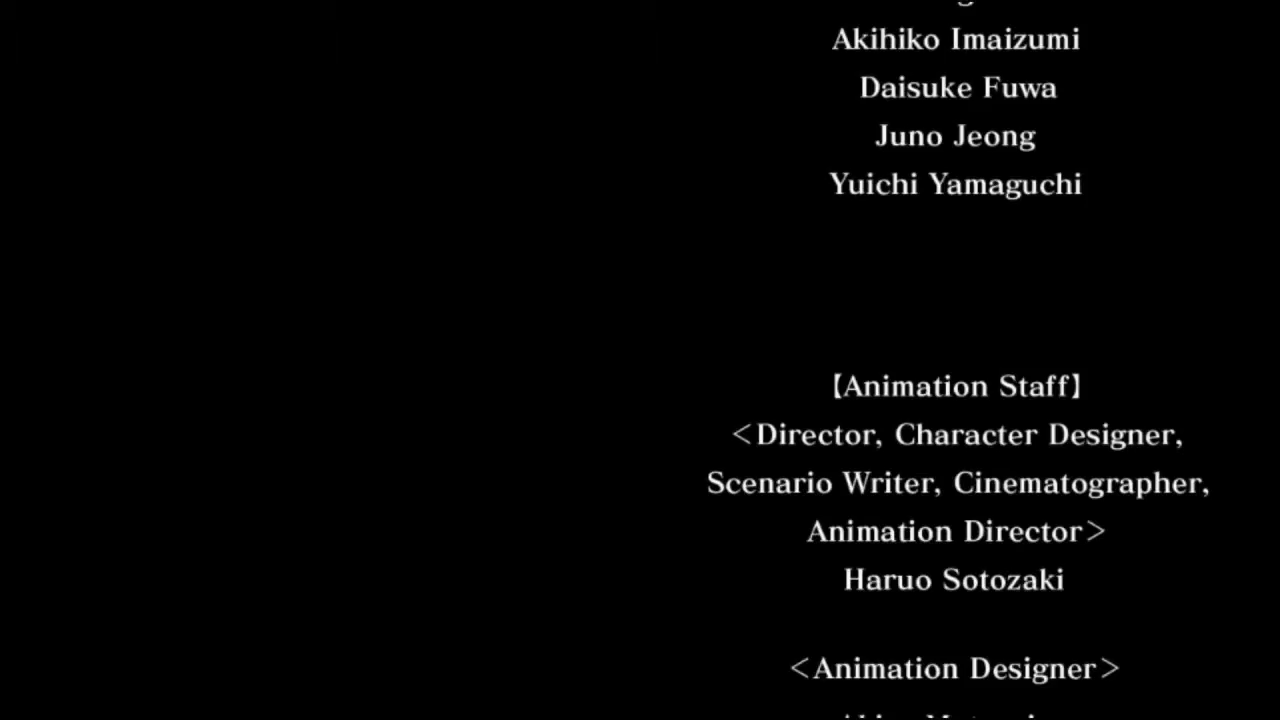 Akihiko Imaizumi
Daisuke Fuwa
Juno Jeong
Yuichi Yamaguchi
【Animation Staff】
＜Director, Character Designer,
Scenario Writer, Cinematographer,
Animation Director＞
Haruo Sotozaki
＜Animation Designer＞